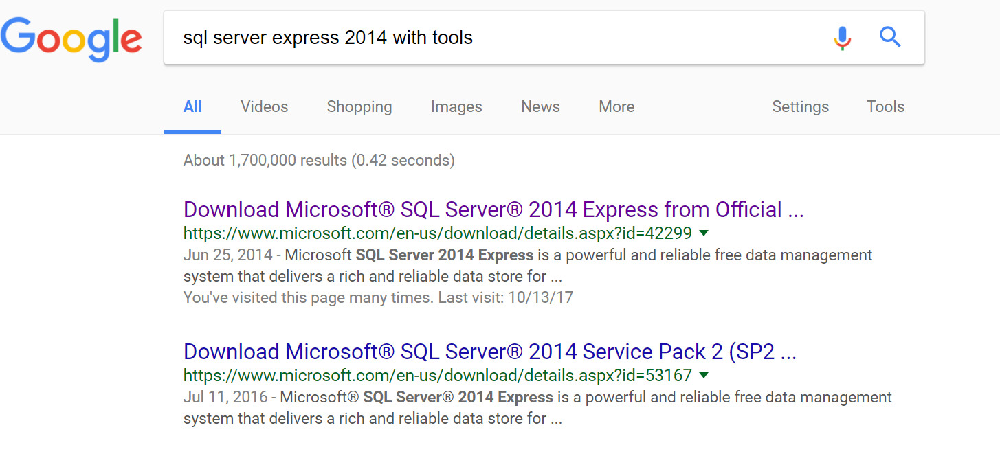 Google
sql server express 2014 with tools
All Videos Shopping Images News More Settings Tools
About 1,700,000 results (0.42 seconds)
Download Microsoft® SQL Server® 2014 Express from Official ...
https://www.microsoft.com/en-us/download/details.aspx?id=42299
Jun 25, 2014 - Microsoft SQL Server 2014 Express is a powerful and reliable free data management
system that delivers a rich and reliable data store for ...
You've visited this page many times. Last visit: 10/13/17
Download Microsoft® SQL Server® 2014 Service Pack 2 (SP2 ...
https://www.microsoft.com/en-us/download/details.aspx?id=53167
Jul 11, 2016 - Microsoft® SQL Server® 2014 Express is a powerful and reliable free data management
system that delivers a rich and reliable data store for ...